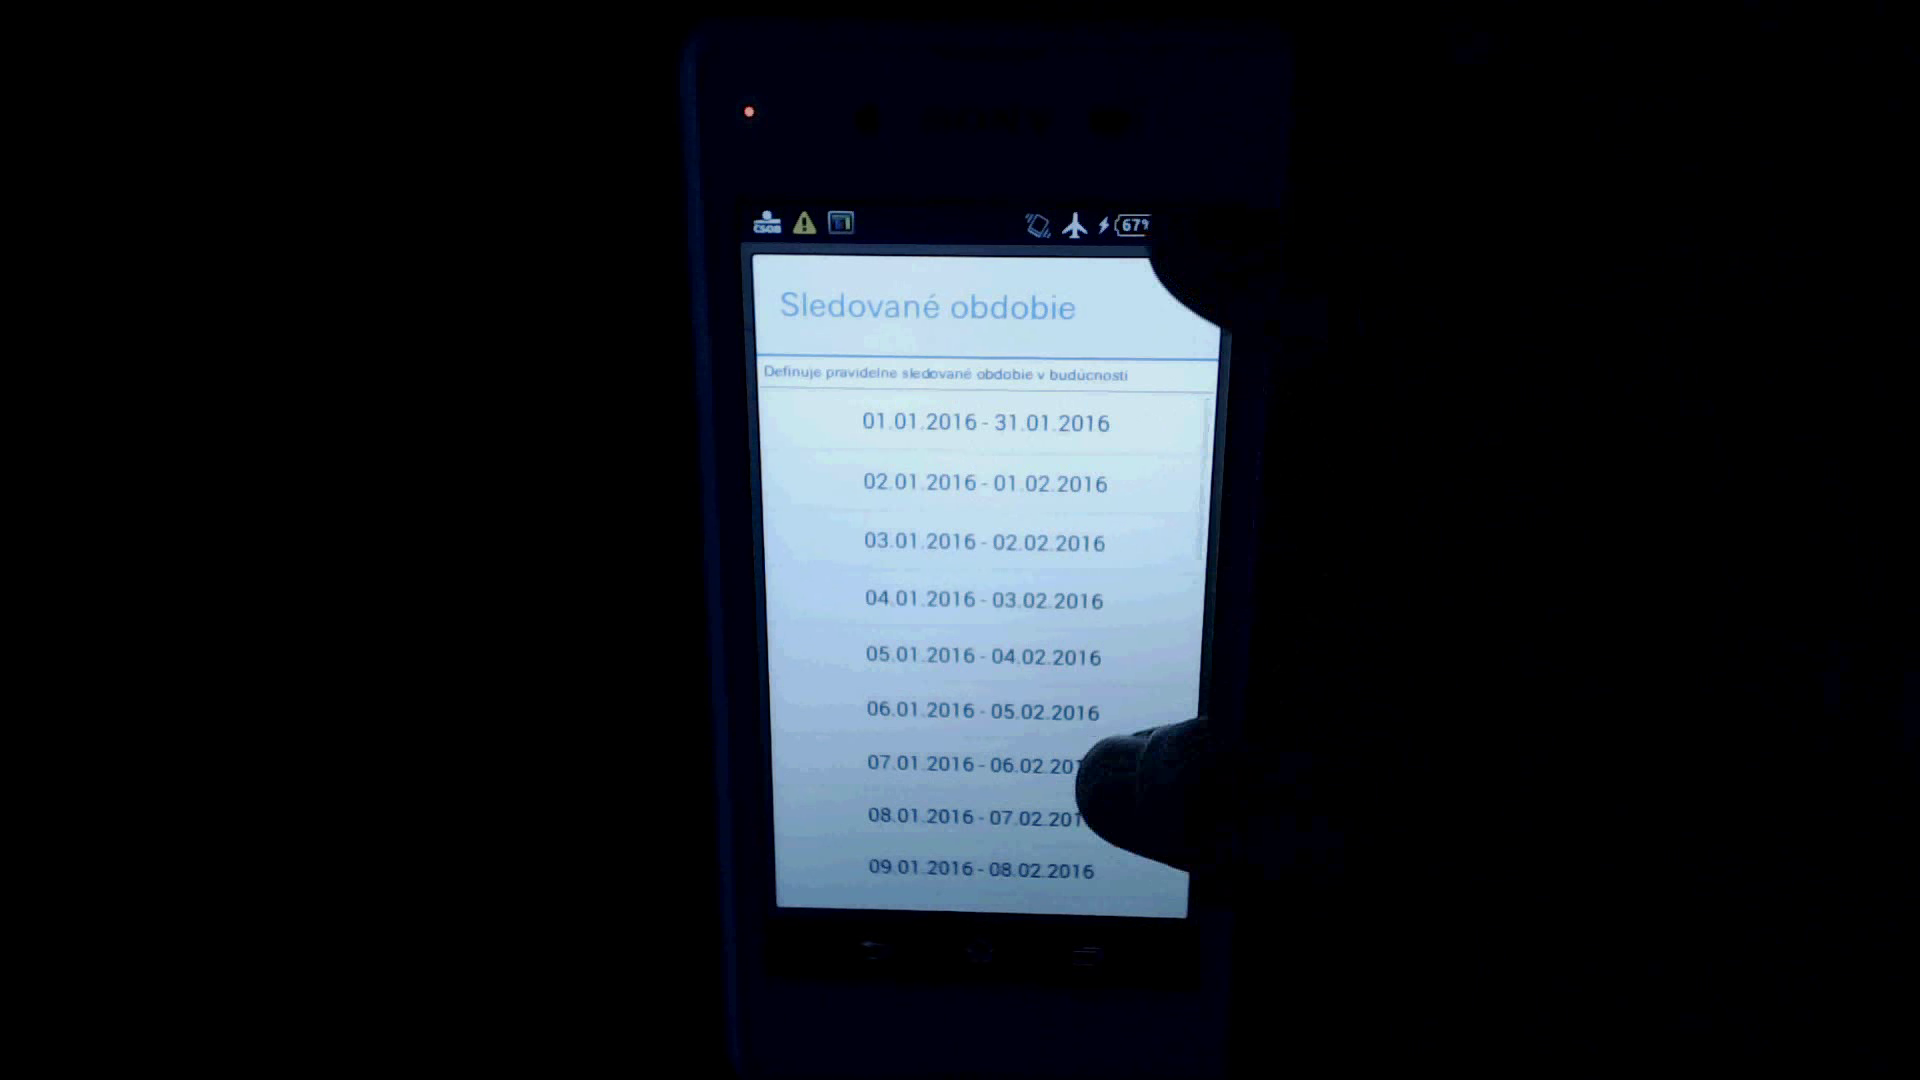 ČSOB
67%
Sledované obdobie
Definuje pravidelne sledované obdobie v budúcnosti
01.01.2016 - 31.01.2016
02.01.2016 - 01.02.2016
03.01.2016 - 02.02.2016
04.01.2016 - 03.02.2016
05.01.2016 - 04.02.2016
06.01.2016 - 05.02.2016
07.01.2016 - 06.02.201
08.01.2016 - 07.02.201
09.01.2016 - 08.02.2016